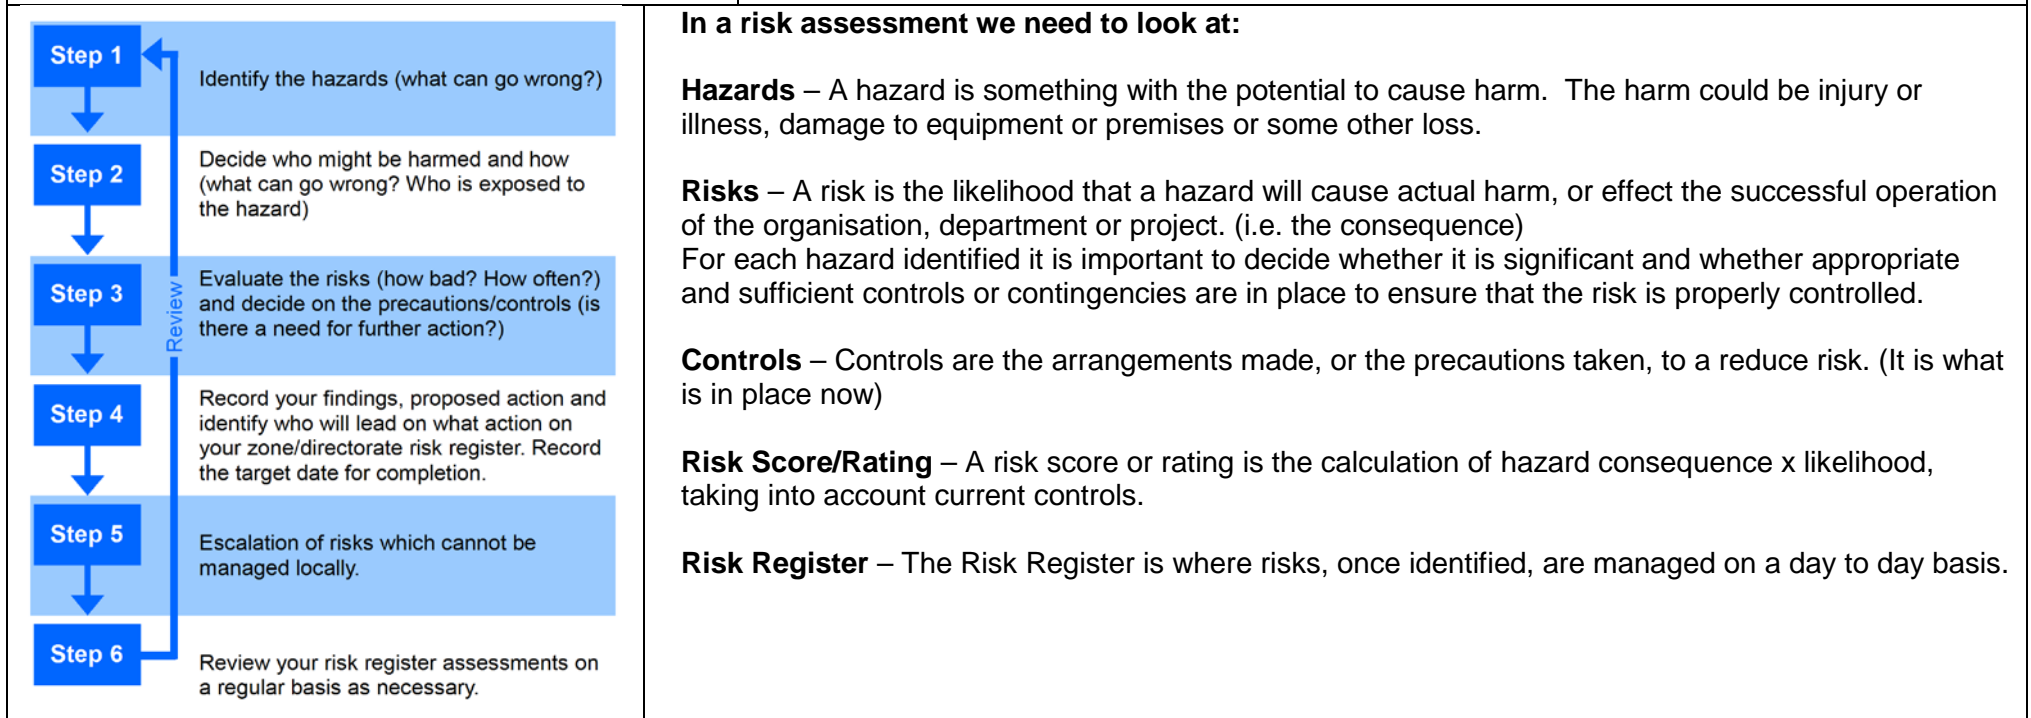 Step 1
Identify the hazards (what can go wrong?)
Step 2
Decide who might be harmed and how
(what can go wrong? Who is exposed to
the hazard)
Step 3
Evaluate the risks (how bad? How often?)
and decide on the precautions/controls (is
there a need for further action?)
Review
Step 4
Record your findings, proposed action and
identify who will lead on what action on
your zone/directorate risk register. Record
the target date for completion.
Step 5
Escalation of risks which cannot be
managed locally.
Step 6
Review your risk register assessments on
a regular basis as necessary.
In a risk assessment we need to look at:
Hazards – A hazard is something with the potential to cause harm.  The harm could be injury or
illness, damage to equipment or premises or some other loss.
Risks – A risk is the likelihood that a hazard will cause actual harm, or effect the successful operation
of the organisation, department or project. (i.e. the consequence)
For each hazard identified it is important to decide whether it is significant and whether appropriate
and sufficient controls or contingencies are in place to ensure that the risk is properly controlled.
Controls – Controls are the arrangements made, or the precautions taken, to a reduce risk. (It is what
is in place now)
Risk Score/Rating – A risk score or rating is the calculation of hazard consequence x likelihood,
taking into account current controls.
Risk Register – The Risk Register is where risks, once identified, are managed on a day to day basis.